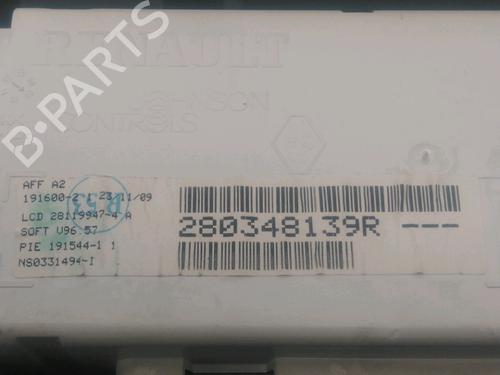 RENAULT
JOHNSON
CONTROLS
AFF A2
191600-2 23/11/09
LCD 28119947-4 A
SOFT V96.57
PIE 191544-1 1
NS0331494-I
B53
280348139R ---
B-PARTS